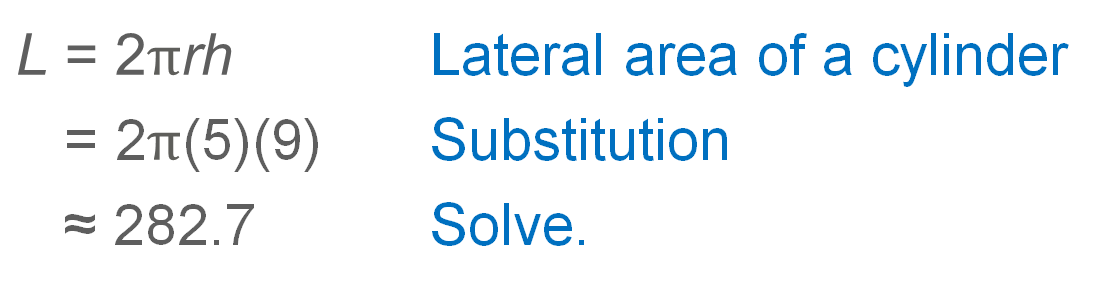 L = 2πrh Lateral area of a cylinder
= 2π(5)(9) Substitution
≈ 282.7 Solve.